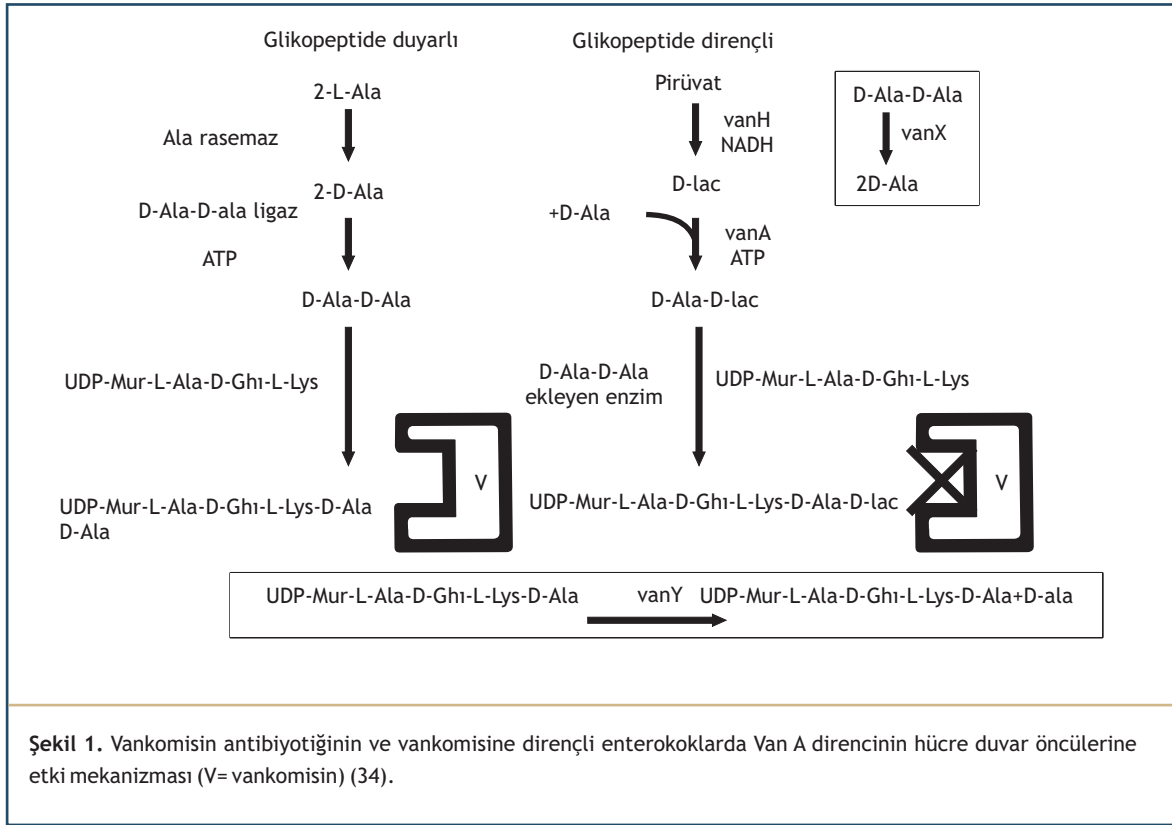 Glikopeptide duyarlı
2-L-Ala
Ala rasemaz
2-D-Ala
D-Ala-D-ala ligaz
ATP
D-Ala-D-Ala
UDP-Mur-L-Ala-D-Ghı-L-Lys
V
UDP-Mur-L-Ala-D-Ghı-L-Lys-D-Ala
D-Ala
Glikopeptide dirençli
Pirüvat
vanH
NADH
D-lac
+D-Ala
vanA
ATP
D-Ala-D-lac
D-Ala-D-Ala
ekleyen enzim
UDP-Mur-L-Ala-D-Ghı-L-Lys
V
UDP-Mur-L-Ala-D-Ghı-L-Lys-D-Ala-D-lac
D-Ala-D-Ala
vanX
2D-Ala
UDP-Mur-L-Ala-D-Ghı-L-Lys-D-Ala vanY UDP-Mur-L-Ala-D-Ghı-L-Lys-D-Ala+D-ala
Şekil 1. Vankomisin antibiyotiğinin ve vankomisine dirençli enterokoklarda Van A direncinin hücre duvar öncülerine
etki mekanizması (V= vankomisin) (34).